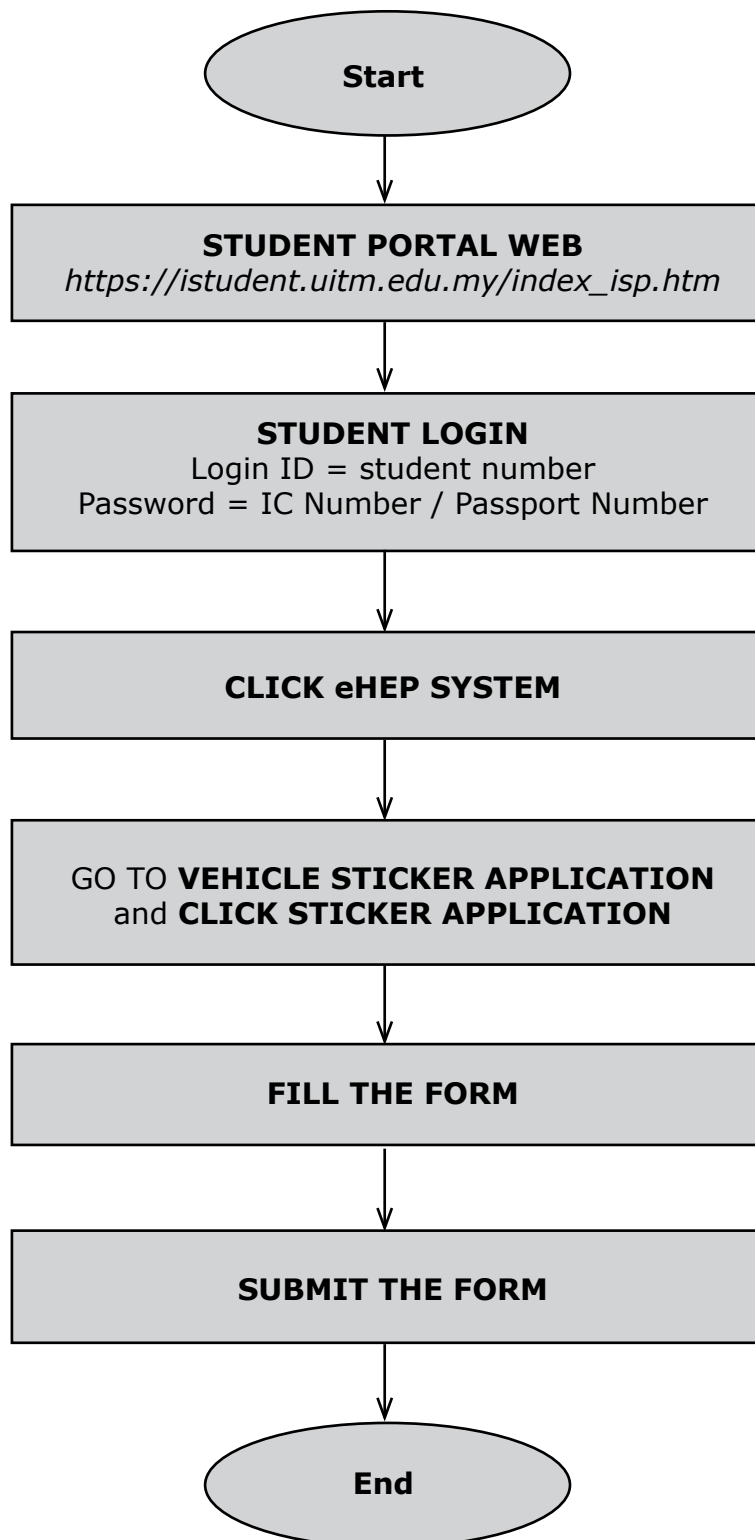 Start
STUDENT PORTAL WEB
https://istudent.uitm.edu.my/index_isp.htm
STUDENT LOGIN
Login ID = student number
Password = IC Number / Passport Number
CLICK eHEP SYSTEM
GO TO VEHICLE STICKER APPLICATION
and CLICK STICKER APPLICATION
FILL THE FORM
SUBMIT THE FORM
End